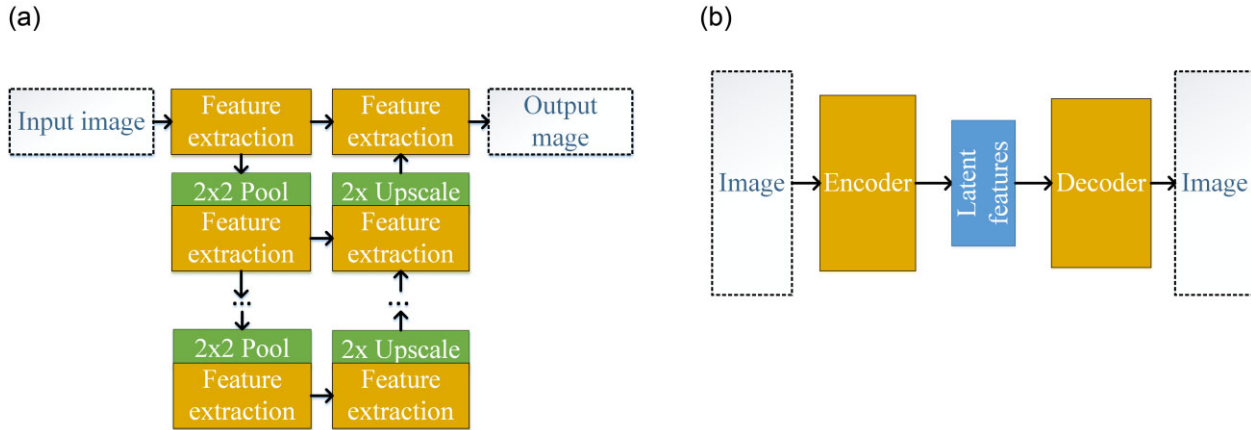 (a)
Input image
Feature
extraction
Feature
extraction
Output
mage
2x2 Pool
2x Upscale
Feature
extraction
Feature
extraction
...
...
2x2 Pool
2x Upscale
Feature
extraction
Feature
extraction
(b)
Image
Encoder
Latent
features
Decoder
Image